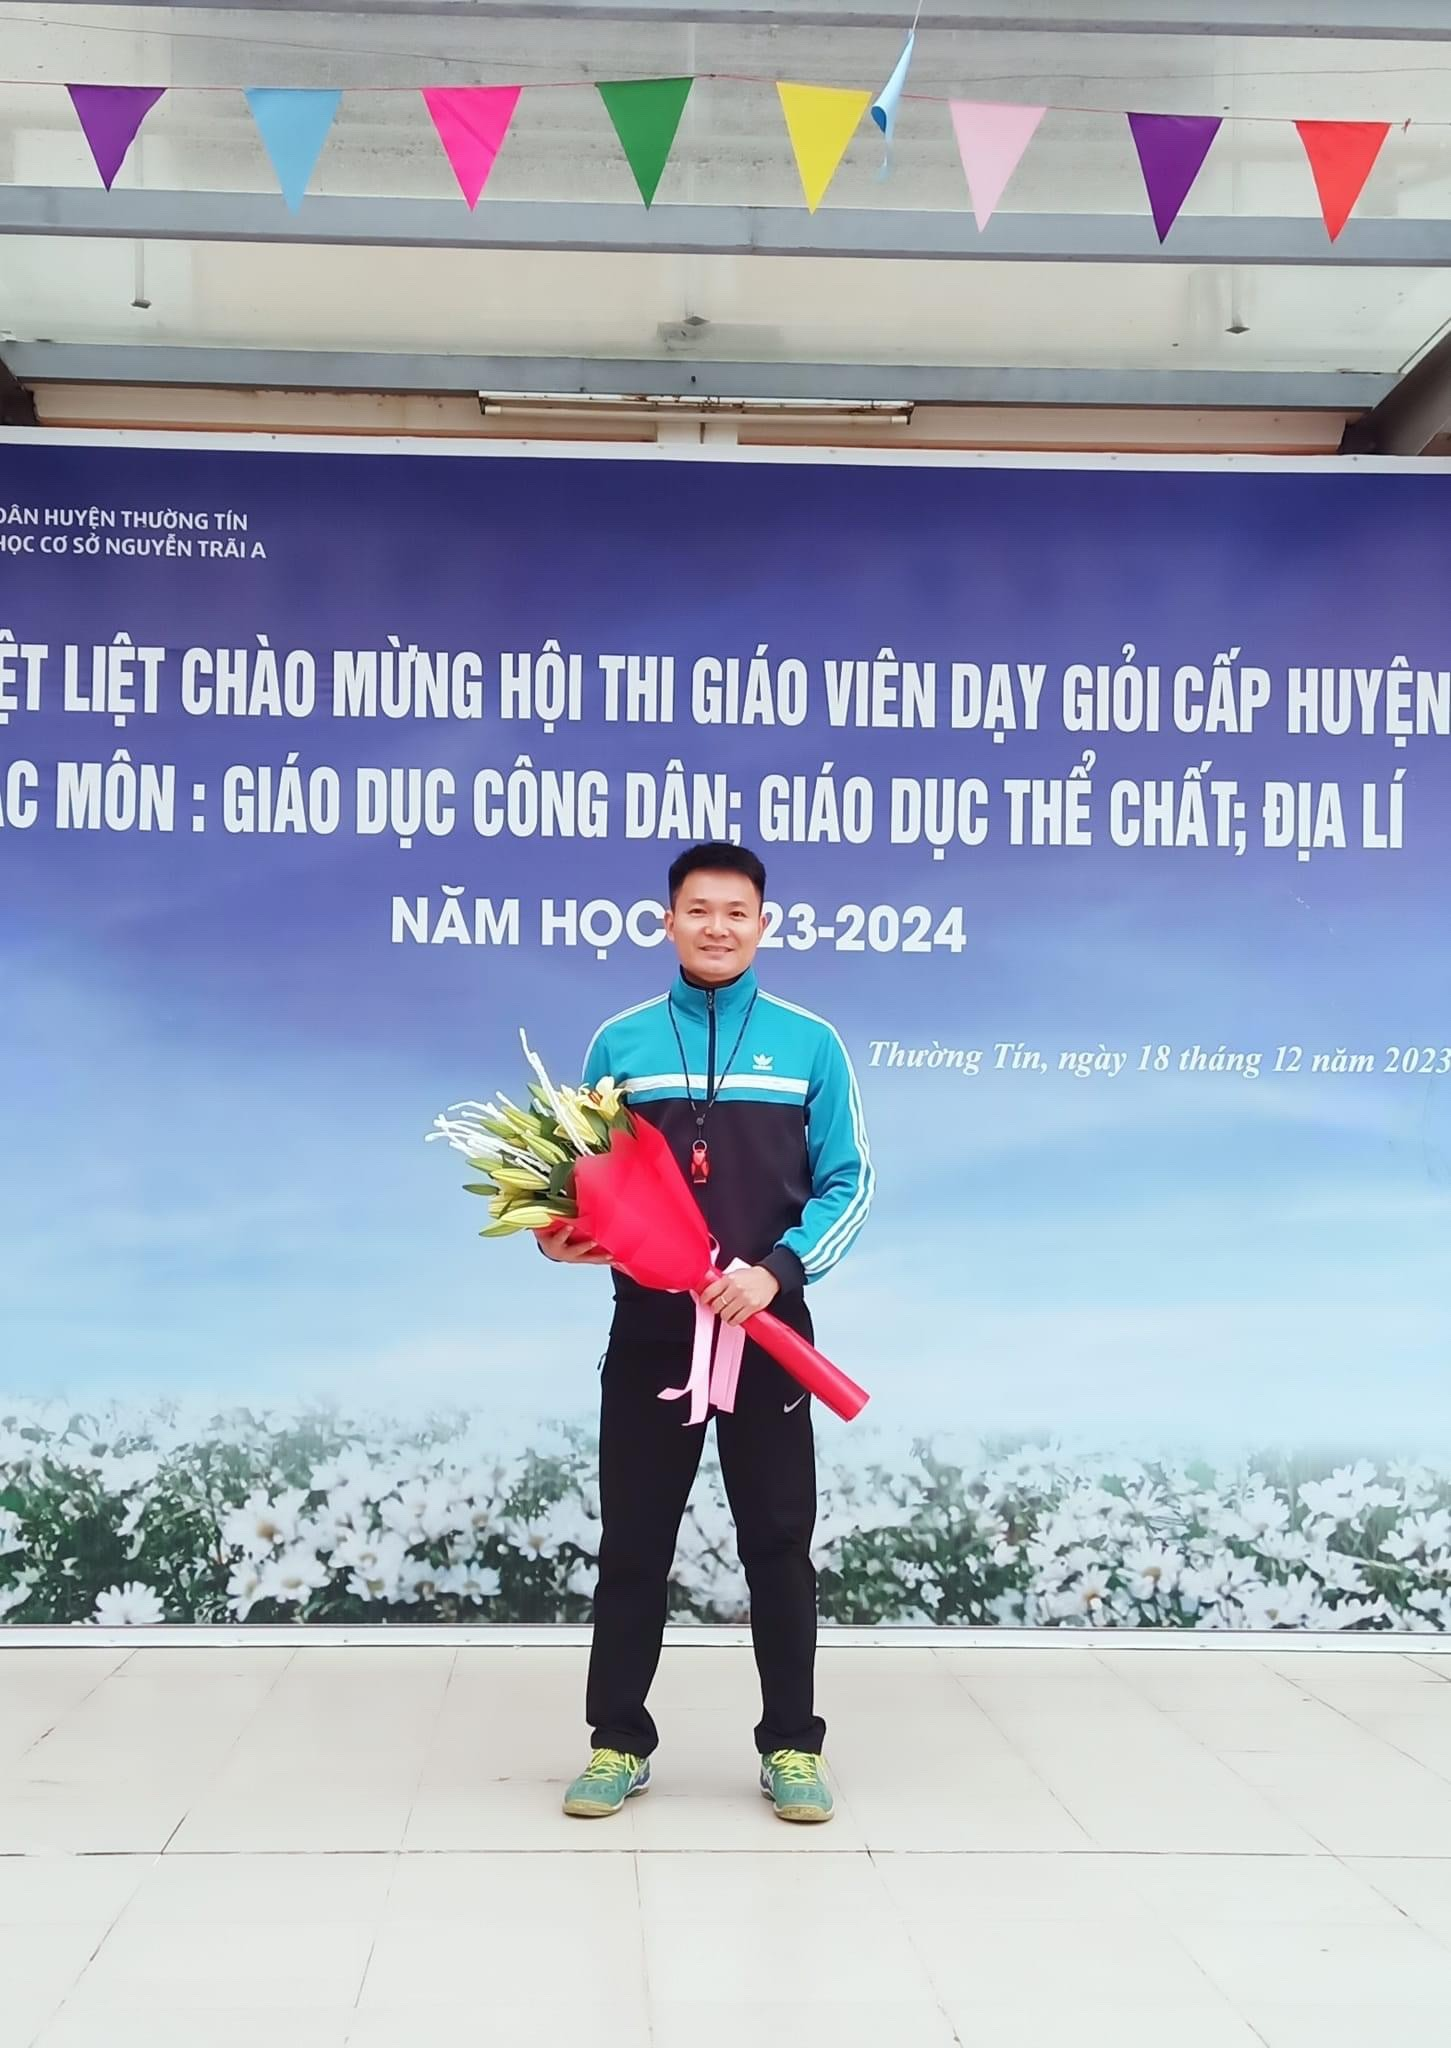 DÂN HUYỆN THƯỜNG TÍN
HỌC CƠ SỞ NGUYỄN TRÃI A
LIỆT CHÀO MỪNG HỘI THI GIÁO VIÊN DẠY GIỎI CẤP HUYỆN
MÔN : GIÁO DỤC CÔNG DÂN; GIÁO DỤC THỂ CHẤT; ĐỊA LÍ
NĂM HỌC 23-2024
Thường Tín, ngày 18 tháng 12 năm 2023